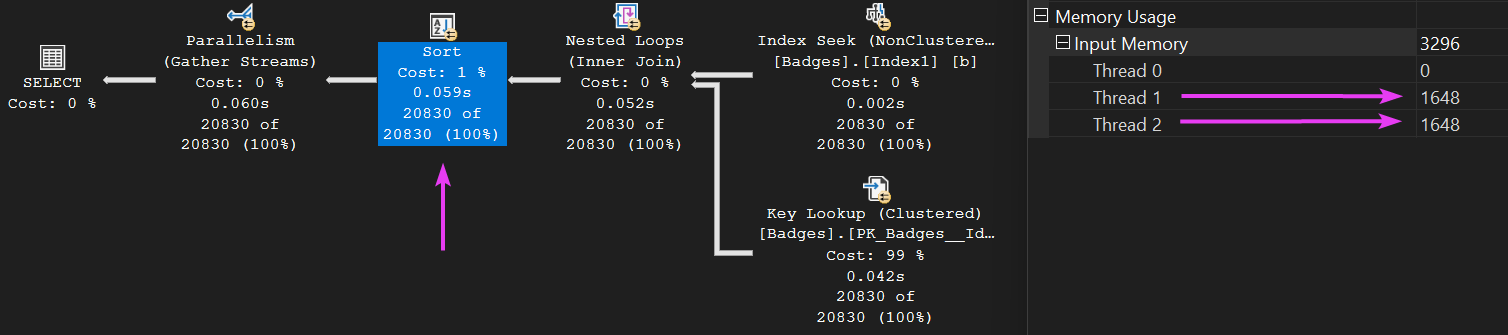 SELECT
Cost: 0 %
Parallelism
(Gather Streams)
Cost: 0 %
0.060s
20830 of
20830 (100%)
A Z
Sort
Cost: 1 %
0.059s
20830 of
20830 (100%)
Nested Loops
(Inner Join)
Cost: 0 %
0.052s
20830 of
20830 (100%)
Index Seek (NonClustere…
[Badges].[Index1] [b]
Cost: 0 %
0.002s
20830 of
20830 (100%)
Key Lookup (Clustered)
[Badges].[PK_Badges__Id…
Cost: 99 %
0.042s
20830 of
20830 (100%)
Memory Usage
Input Memory 3296
Thread 0 0
Thread 1 1648
Thread 2 1648